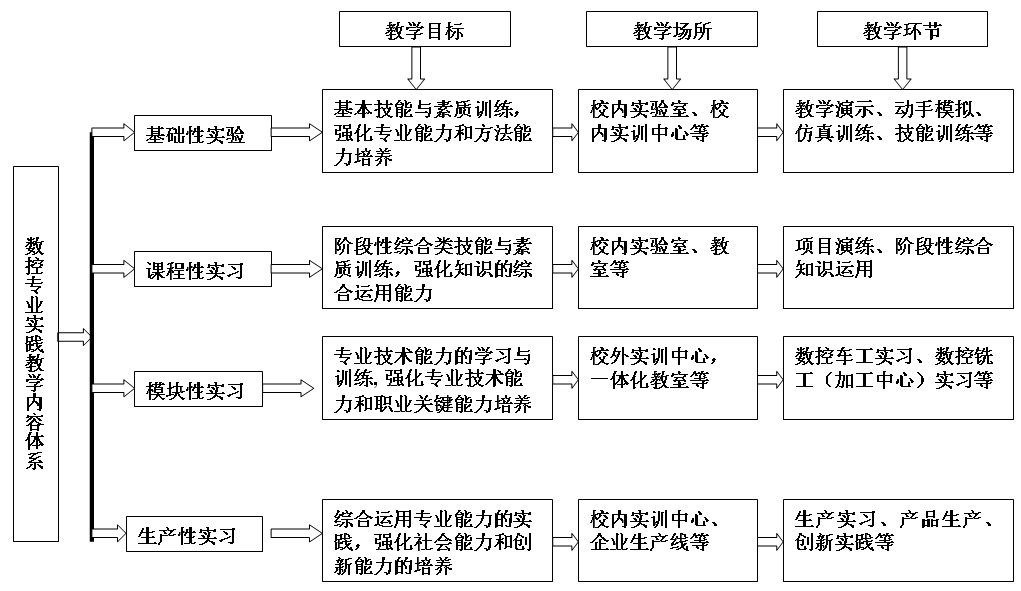 教学目标
教学场所
教学环节
数控专业实践教学内容体系
基础性实验
基本技能与素质训练，
强化专业能力和方法能
力培养
校内实验室、校
内实训中心等
教学演示、动手模拟、
仿真训练、技能训练等
课程性实习
阶段性综合类技能与素
质训练，强化知识的综
合运用能力
校内实验室、教
室等
项目演练、阶段性综合
知识运用
模块性实习
专业技术能力的学习与
训练,强化专业技术能
力和职业关键能力培养
校外实训中心，
一体化教室等
数控车工实习、数控铣
工（加工中心）实习等
生产性实习
综合运用专业能力的实
践，强化社会能力和创
新能力的培养
校内实训中心、
企业生产线等
生产实习、产品生产、
创新实践等